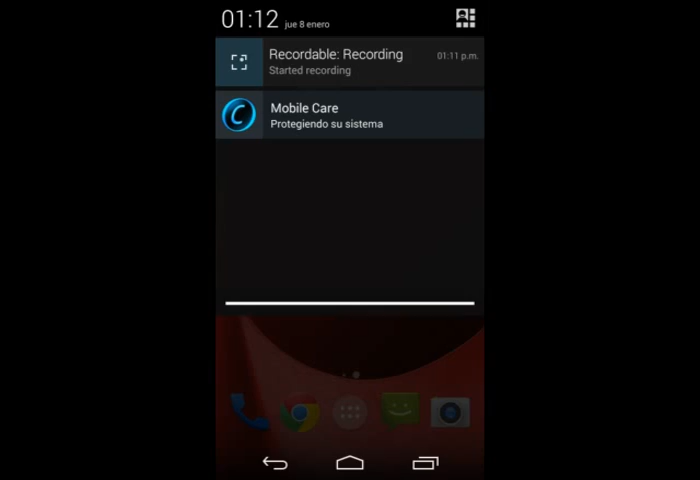 01:12 jue 8 enero
Recordable: Recording 01:11 p.m.
Started recording
Mobile Care
Protegiendo su sistema